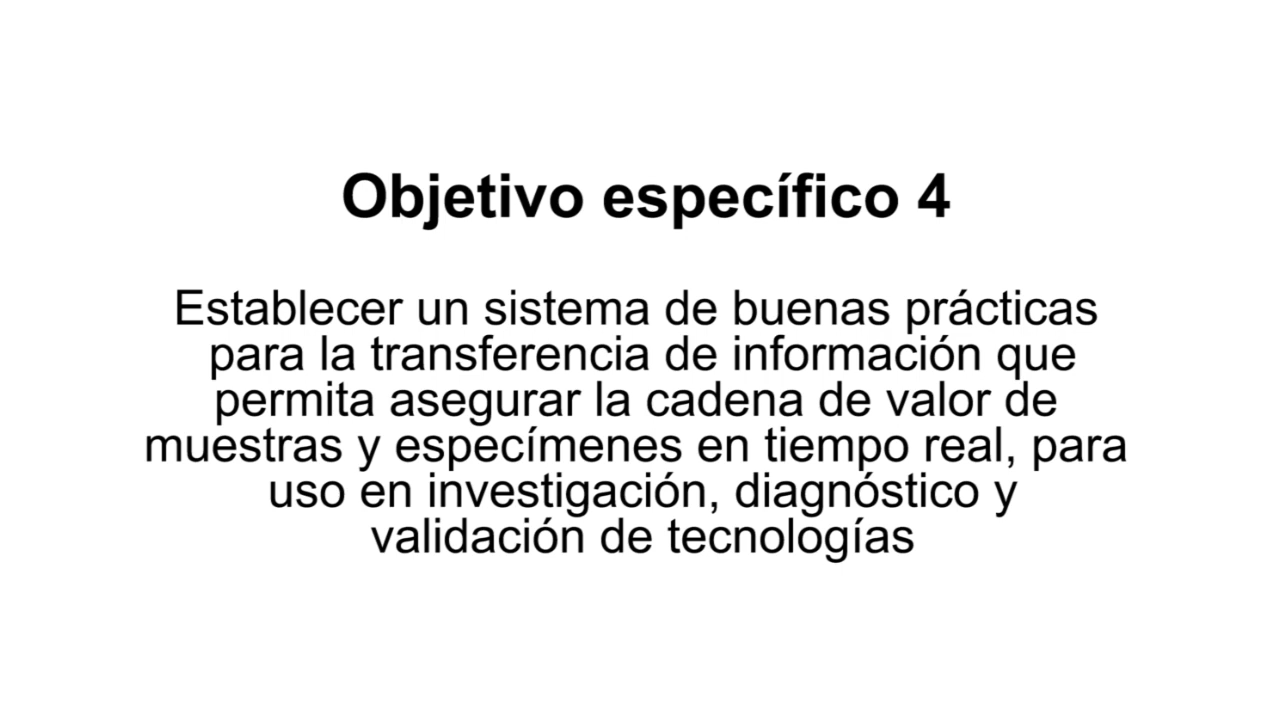 Objetivo específico 4
Establecer un sistema de buenas prácticas
para la transferencia de información que
permita asegurar la cadena de valor de
muestras y especímenes en tiempo real, para
uso en investigación, diagnóstico y
validación de tecnologías